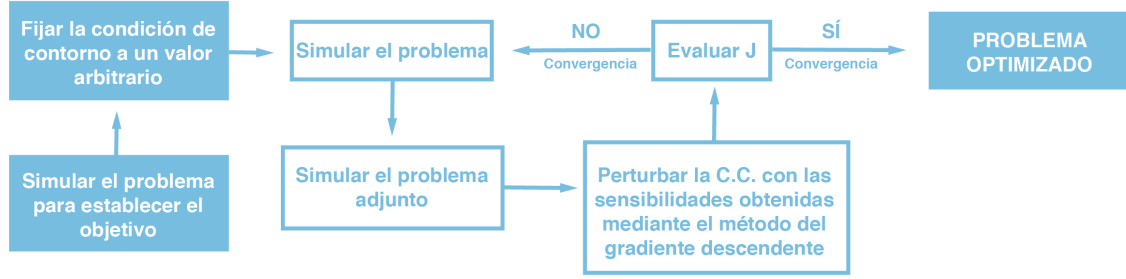 Fijar la condición de
contorno a un valor
arbitrario
Simular el problema
para establecer el
objetivo
Simular el problema
Simular el problema
adjunto
Perturbar la C.C. con las
sensibilidades obtenidas
mediante el método del
gradiente descendente
Evaluar J
NO
Convergencia
SÍ
Convergencia
PROBLEMA
OPTIMIZADO